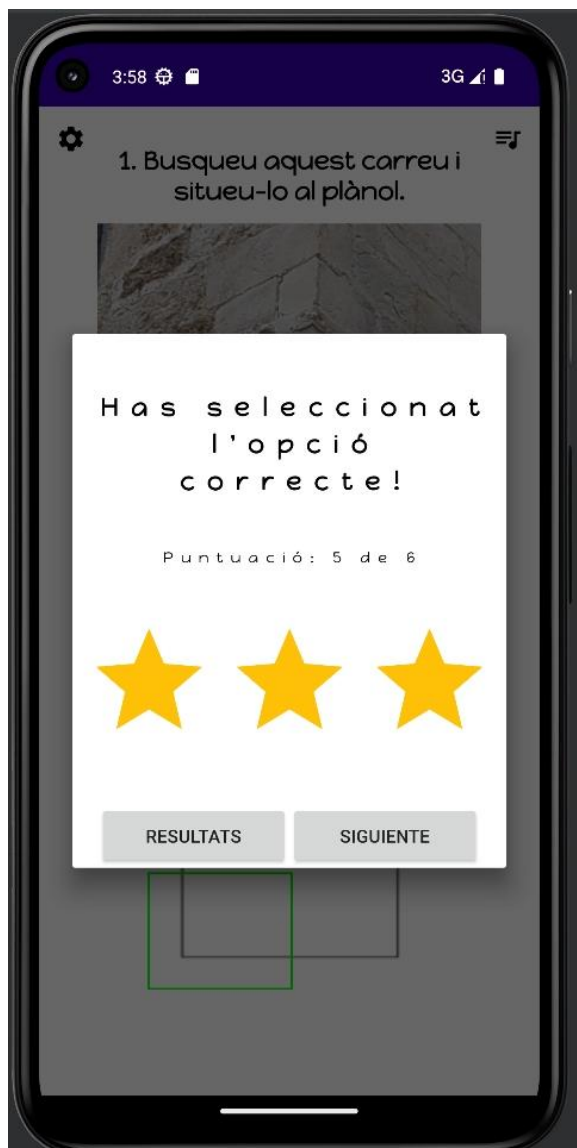 3:58 3G
1. Busqueu aquest carreu i
situeu-lo al plànol.
Has seleccionat
l'opció
correcte!
Puntuació: 5 de 6
RESULTATS SIGUIENTE